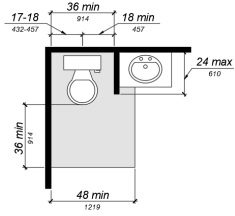 36 min
914
17-18
432-457
18 min
457
24 max
610
36 min
914
48 min
1219